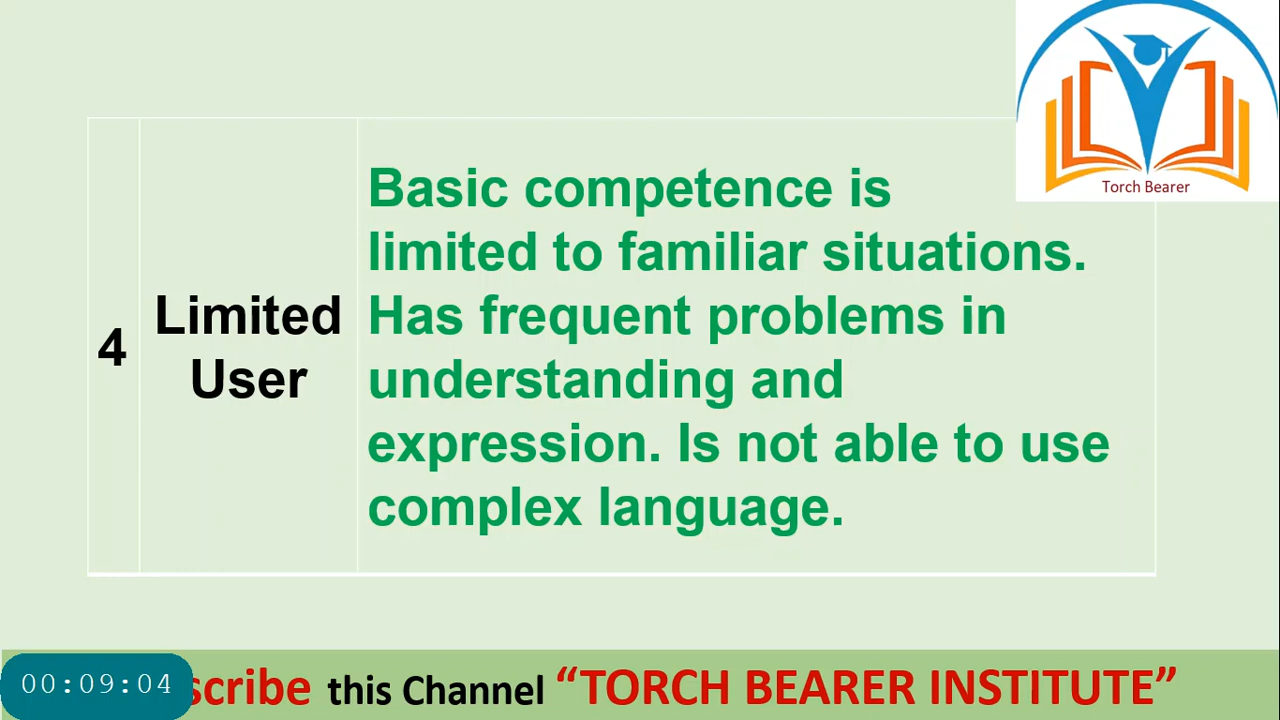 Torch Bearer
4
Limited
User
Basic competence is
limited to familiar situations.
Has frequent problems in
understanding and
expression. Is not able to use
complex language.
00:09:04
scribe this Channel “TORCH BEARER INSTITUTE”